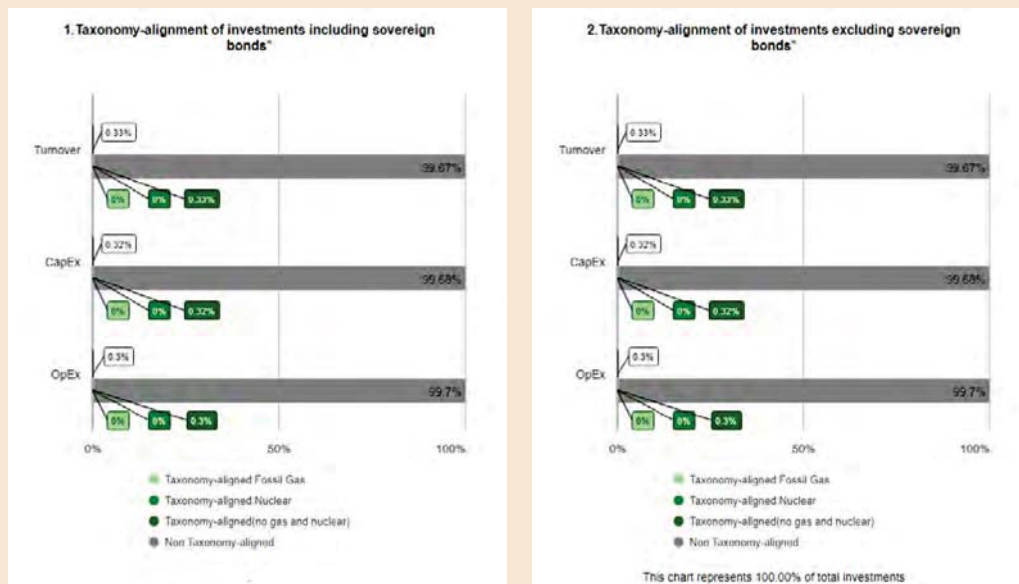 1. Taxonomy-alignment of investments including sovereign
bonds*
0.33%
Turnover
99.67%
0% 0% 0.33%
0.32%
CapEx
99.68%
0% 0% 0.32%
0.3%
OpEx
99.7%
0% 0% 0.3%
0% 50% 100%
Taxonomy-aligned Fossil Gas
Taxonomy-aligned Nuclear
Taxonomy-aligned(no gas and nuclear)
Non Taxonomy-aligned
2. Taxonomy-alignment of investments excluding sovereign
bonds*
0.33%
Turnover
99.67%
0% 0% 0.33%
0.32%
CapEx
99.68%
0% 0% 0.32%
0.3%
OpEx
99.7%
0% 0% 0.3%
0% 50% 100%
Taxonomy-aligned Fossil Gas
Taxonomy-aligned Nuclear
Taxonomy-aligned(no gas and nuclear)
Non Taxonomy-aligned
This chart represents 100.00% of total investments